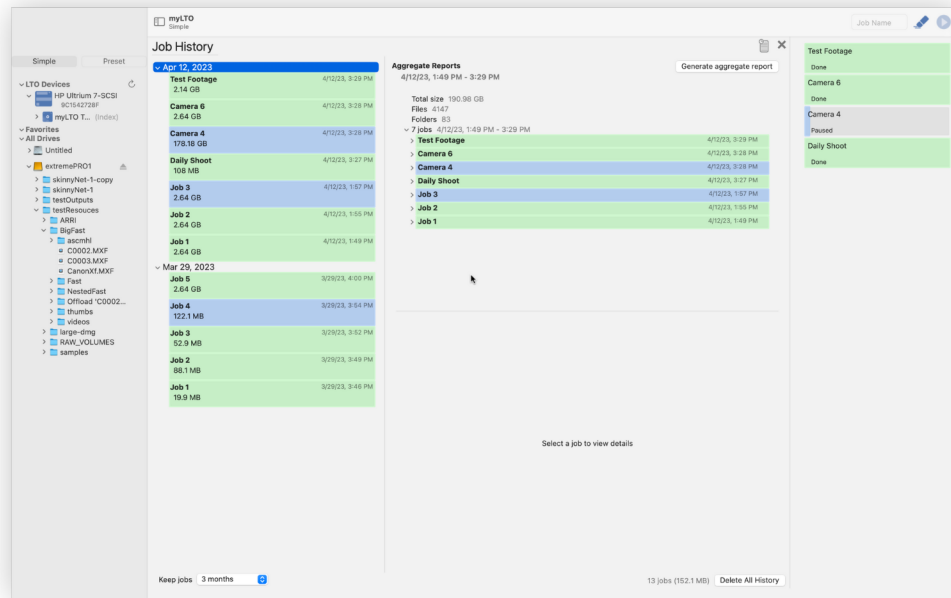 myLTO
Simple
Job Name
Simple
Preset
LTO Devices
HP Ultrium 7-SCSI
9C1542728F
myLTO T... (index)
Favorites
All Drives
Untitled
extremePRO1
skinnyNet-1-copy
skinnyNet-1
testOutputs
testResouces
ARRI
BigFast
ascmhl
C0002.MXF
C0003.MXF
CanonXf.MXF
Fast
NestedFast
Offload 'C0002...
thumbs
videos
large-dmg
RAW_VOLUMES
samples
Job History
Apr 12, 2023
Test Footage 4/12/23, 3:29 PM
2.14 GB
Camera 6 4/12/23, 3:28 PM
2.64 GB
Camera 4 4/12/23, 3:28 PM
178.18 GB
Daily Shoot 4/12/23, 3:27 PM
108 MB
Job 3 4/12/23, 1:57 PM
2.64 GB
Job 2 4/12/23, 1:55 PM
2.64 GB
Job 1 4/12/23, 1:49 PM
2.64 GB
Mar 29, 2023
Job 5 3/29/23, 4:00 PM
2.64 GB
Job 4 3/29/23, 3:54 PM
122.1 MB
Job 3 3/29/23, 3:52 PM
52.9 MB
Job 2 3/29/23, 3:49 PM
88.1 MB
Job 1 3/29/23, 3:46 PM
19.9 MB
Keep jobs 3 months
Aggregate Reports
Generate aggregate report
4/12/23, 1:49 PM - 3:29 PM
Total size 190.98 GB
Files 4147
Folders 83
7 jobs 4/12/23, 1:49 PM - 3:29 PM
Test Footage 4/12/23, 3:29 PM
Camera 6 4/12/23, 3:28 PM
Camera 4 4/12/23, 3:28 PM
Daily Shoot 4/12/23, 3:27 PM
Job 3 4/12/23, 1:57 PM
Job 2 4/12/23, 1:55 PM
Job 1 4/12/23, 1:49 PM
Select a job to view details
13 jobs (152.1 MB) Delete All History
Test Footage
Done
Camera 6
Done
Camera 4
Paused
Daily Shoot
Done